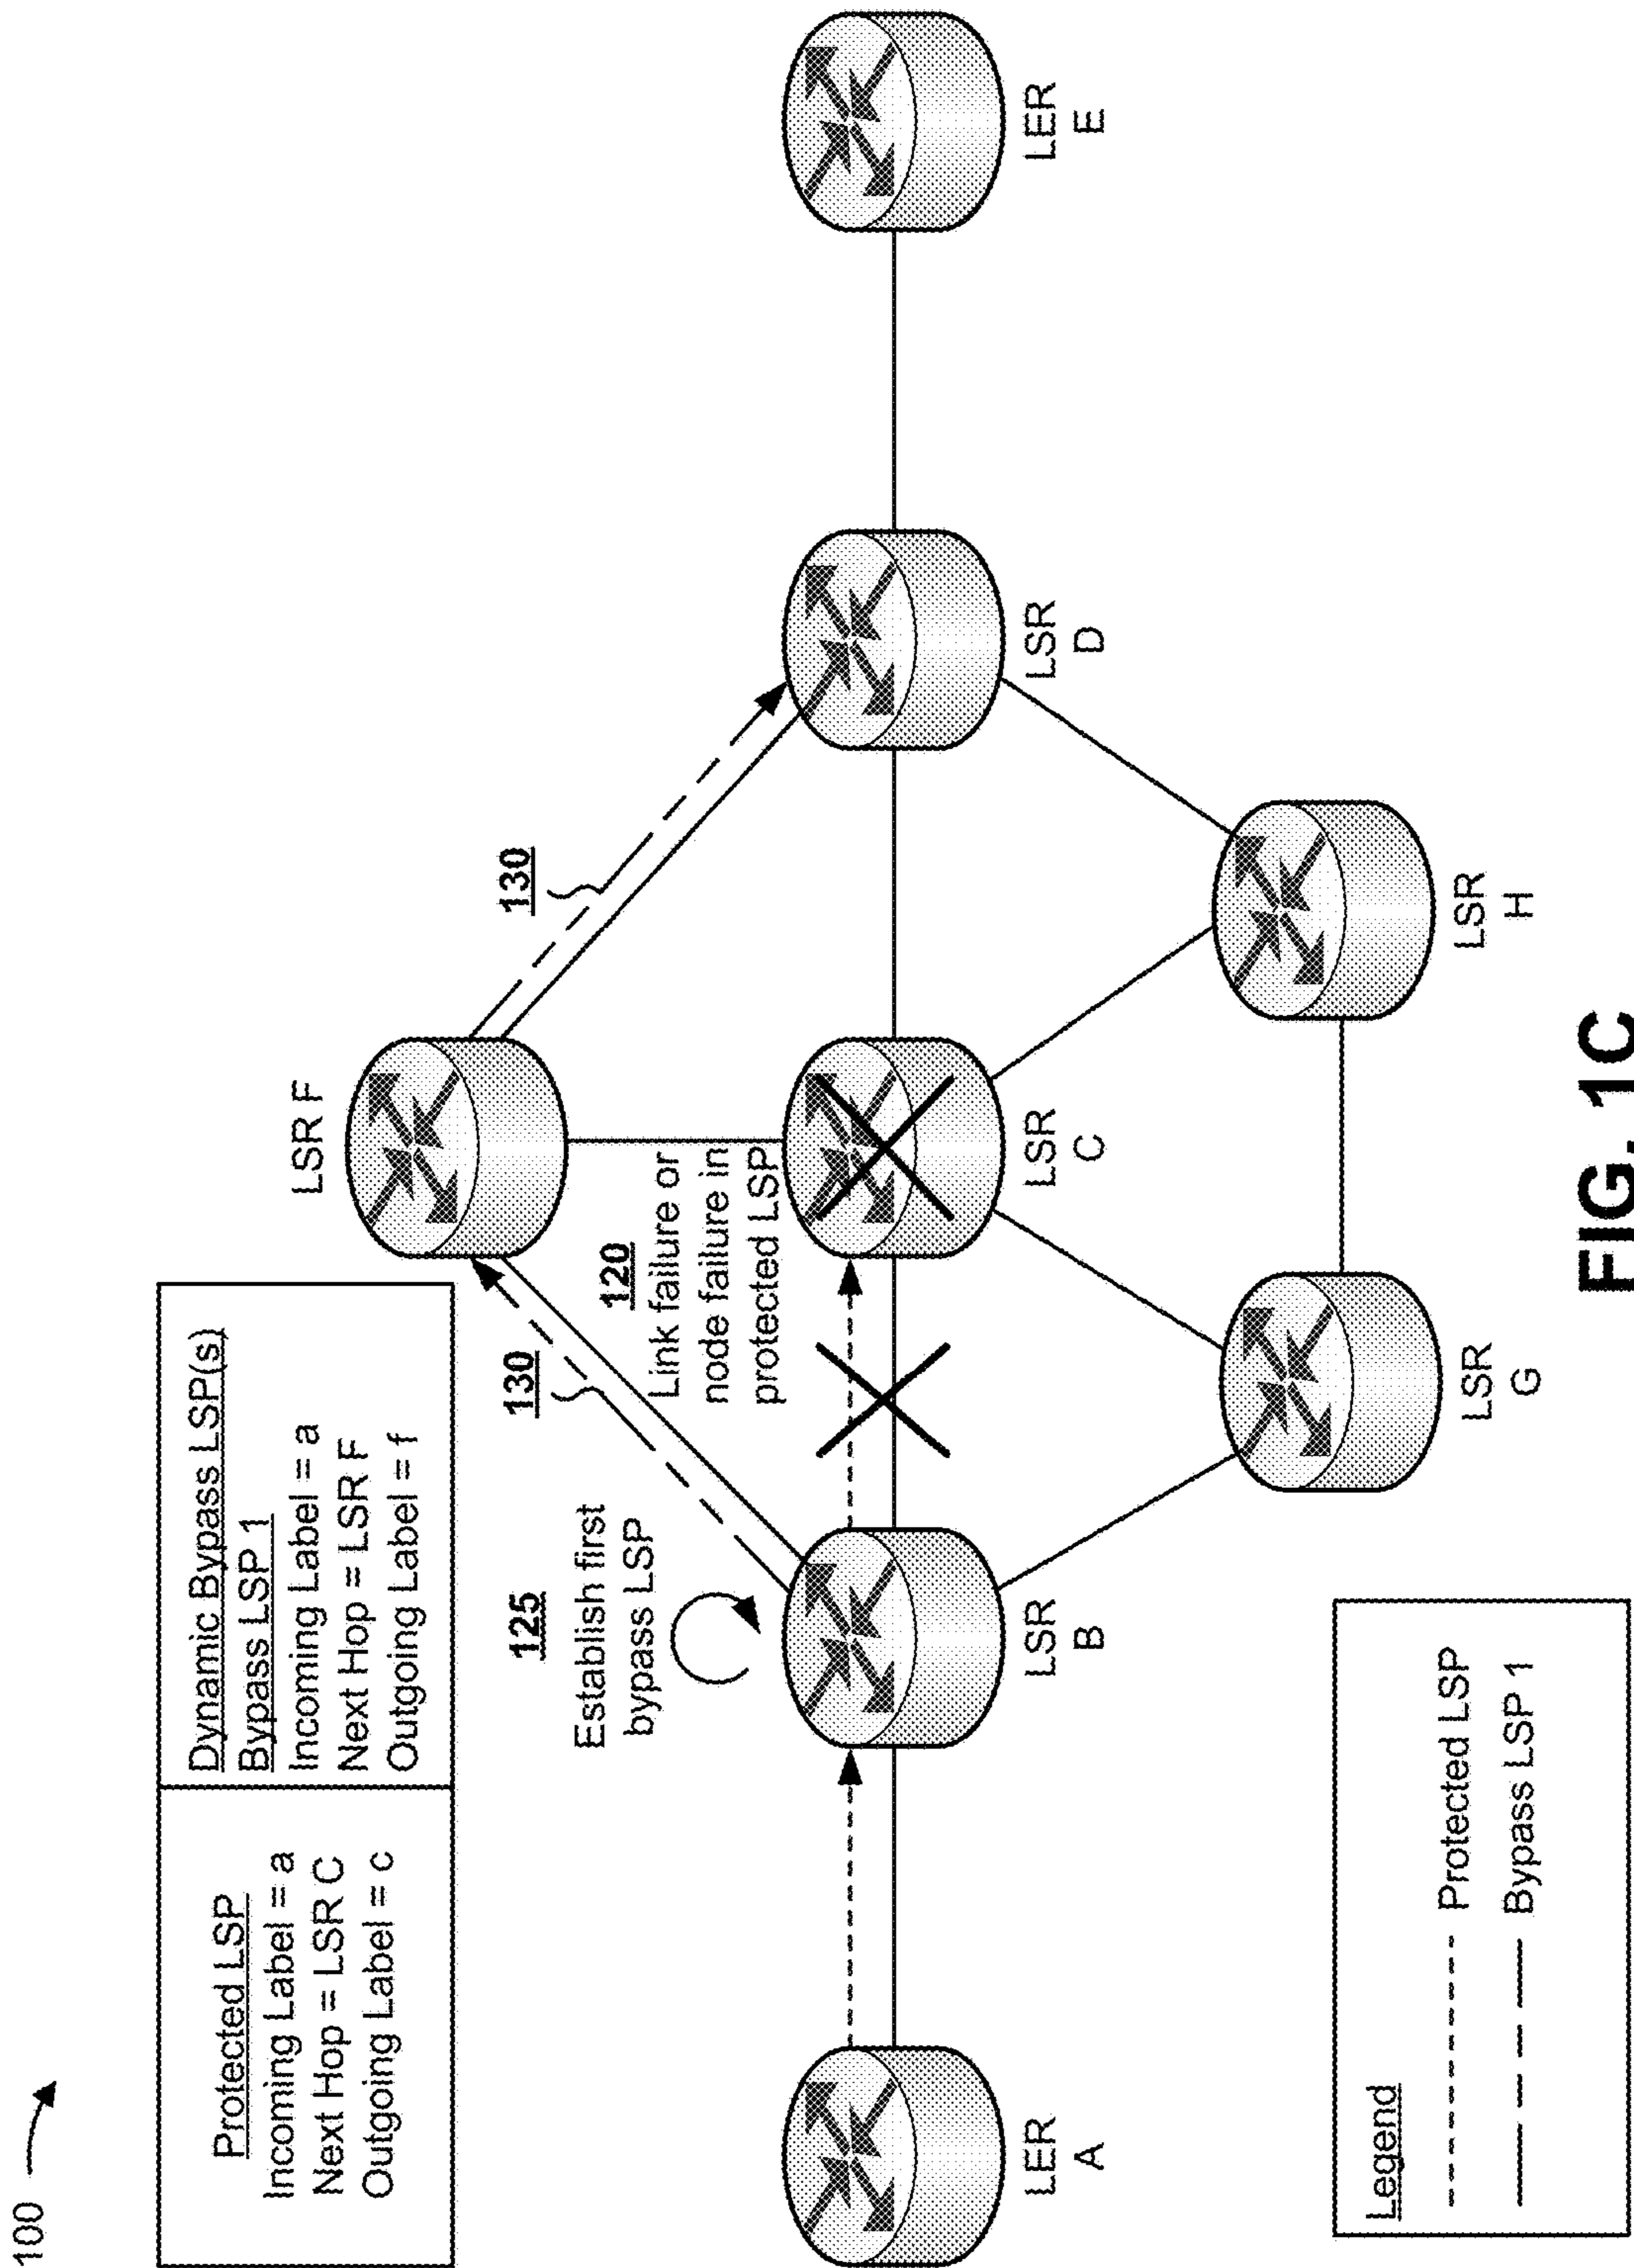 100
Protected LSP
Incoming Label = a
Next Hop = LSR C
Outgoing Label = c
Dynamic Bypass LSP(s)
Bypass LSP 1
Incoming Label = a
Next Hop = LSR F
Outgoing Label = f
LSR F
125
Establish first
bypass LSP
130
120
Link failure or
node failure in
protected LSP
130
LER
A
LSR
B
LSR
C
LSR
D
LER
E
LSR
G
LSR
H
Legend
Protected LSP
Bypass LSP 1
FIG. 1C